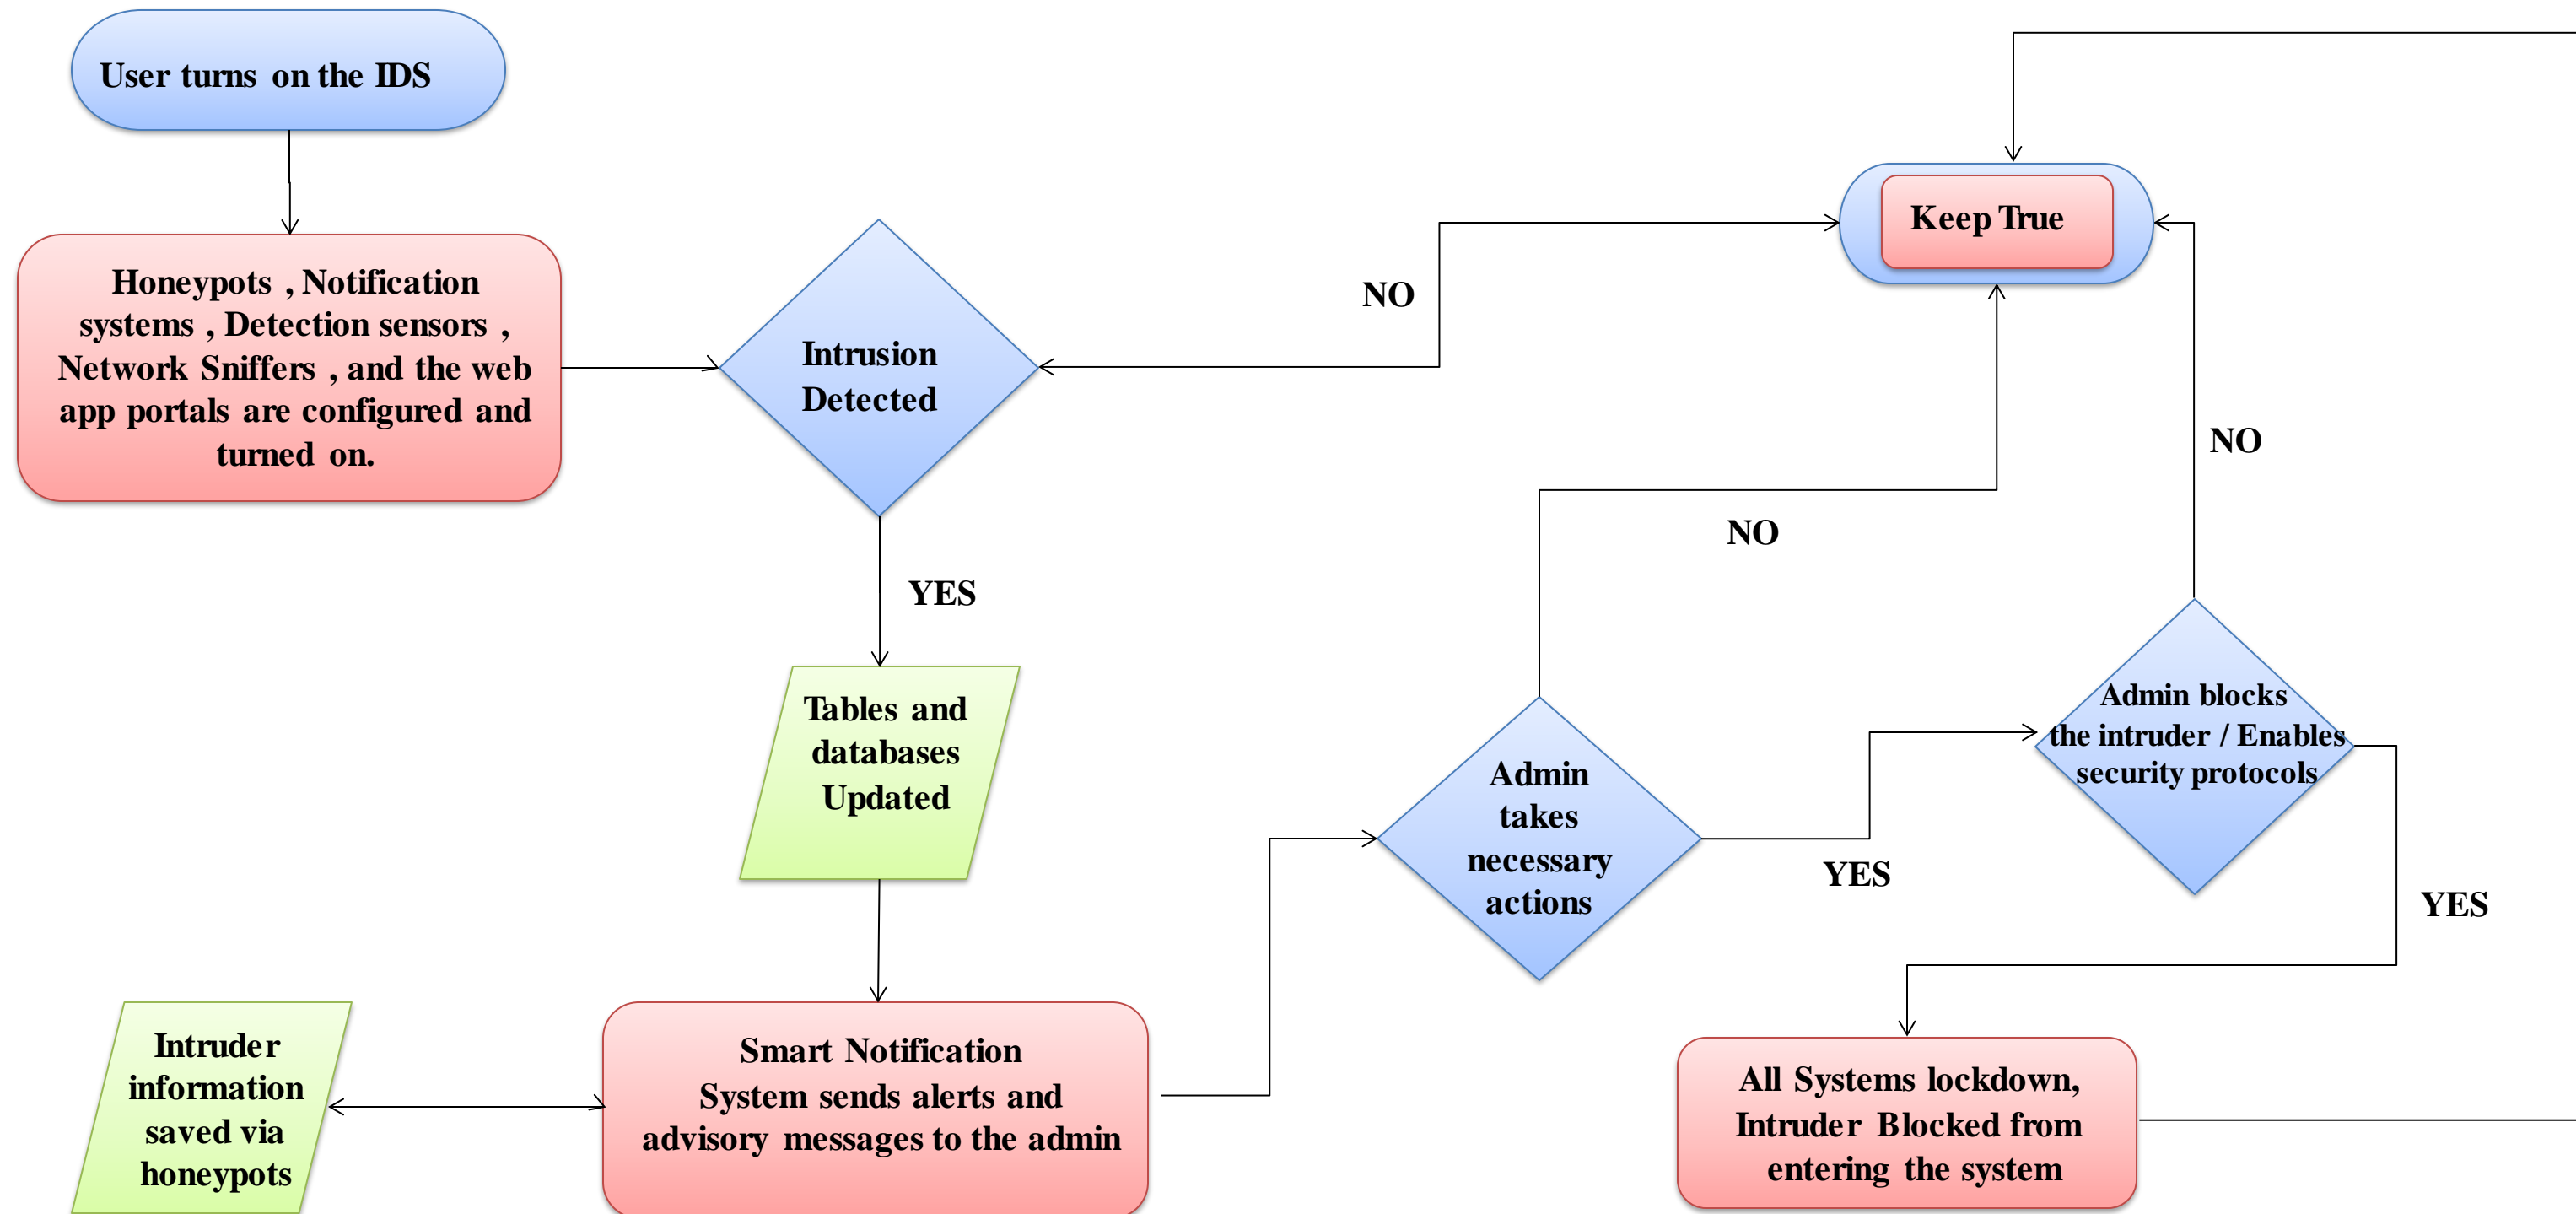 User turns on the IDS
Honeypots , Notification
systems , Detection sensors ,
Network Sniffers , and the web
app portals are configured and
turned on.
Intrusion
Detected
NO
Keep True
NO
NO
YES
Tables and
databases
Updated
Admin
takes
necessary
actions
YES
Admin blocks
the intruder / Enables
security protocols
YES
Intruder
information
saved via
honeypots
Smart Notification
System sends alerts and
advisory messages to the admin
All Systems lockdown,
Intruder Blocked from
entering the system